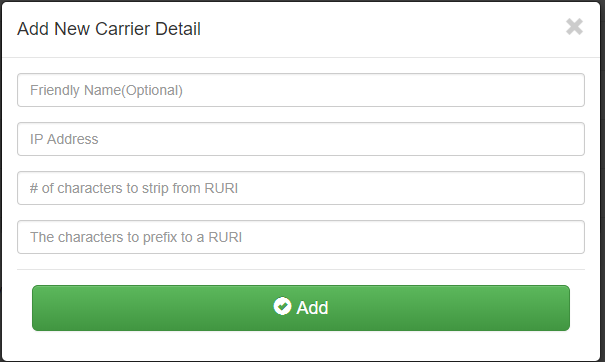 Add New Carrier Detail
Friendly Name(Optional)
IP Address
# of characters to strip from RURI
The characters to prefix to a RURI
Add